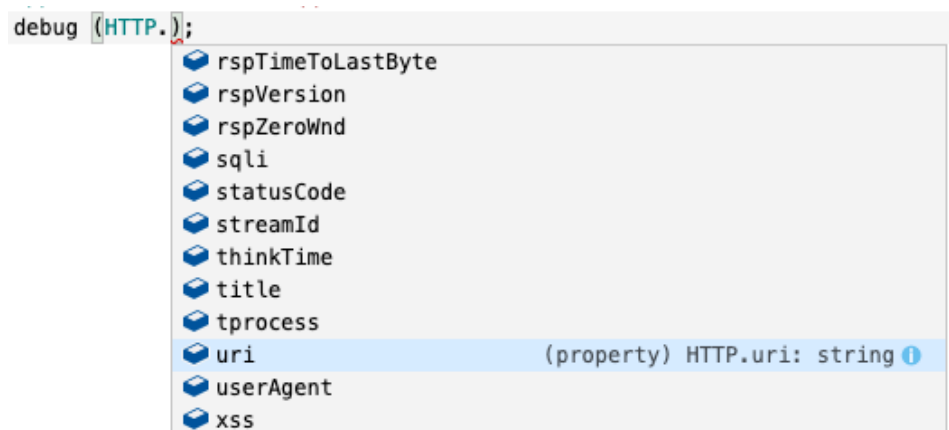 debug (HTTP.);
rspTimeToLastByte
rspVersion
rspZeroWnd
sqli
statusCode
streamId
thinkTime
title
tprocess
uri (property) HTTP.uri: string
userAgent
xss